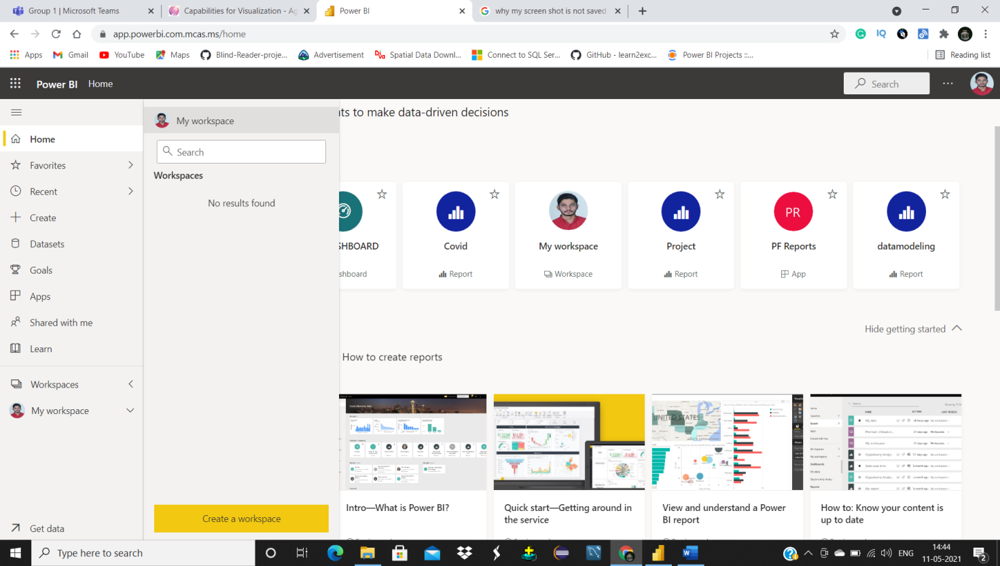 Group 1 | Microsoft Teams
Capabilities for Visualization - Ag
Power BI
why my screen shot is not saved
app.powerbi.com.mcas.ms/home
Apps
Gmail
YouTube
Maps
Blind-Reader-proje...
Advertisement
Spatial Data Downl...
Connect to SQL Ser...
GitHub - learn2exc...
Power BI Projects ::...
Reading list
Power BI
Home
Search
Home
Favorites
Recent
Create
Datasets
Goals
Apps
Shared with me
Learn
Workspaces
My workspace
Get data
My workspace
Search
Workspaces
No results found
Create a workspace
nts to make data-driven decisions
SHBOARD
shboard
Covid
Report
My workspace
Workspace
Project
Report
PR
PF Reports
App
datamodeling
Report
Hide getting started
How to create reports
UNITED STATES
Intro—What is Power BI?
Quick start—Getting around in
the service
View and understand a Power
BI report
How to: Know your content is
up to date
Type here to search
ENG
14:44
11-05-2021
2